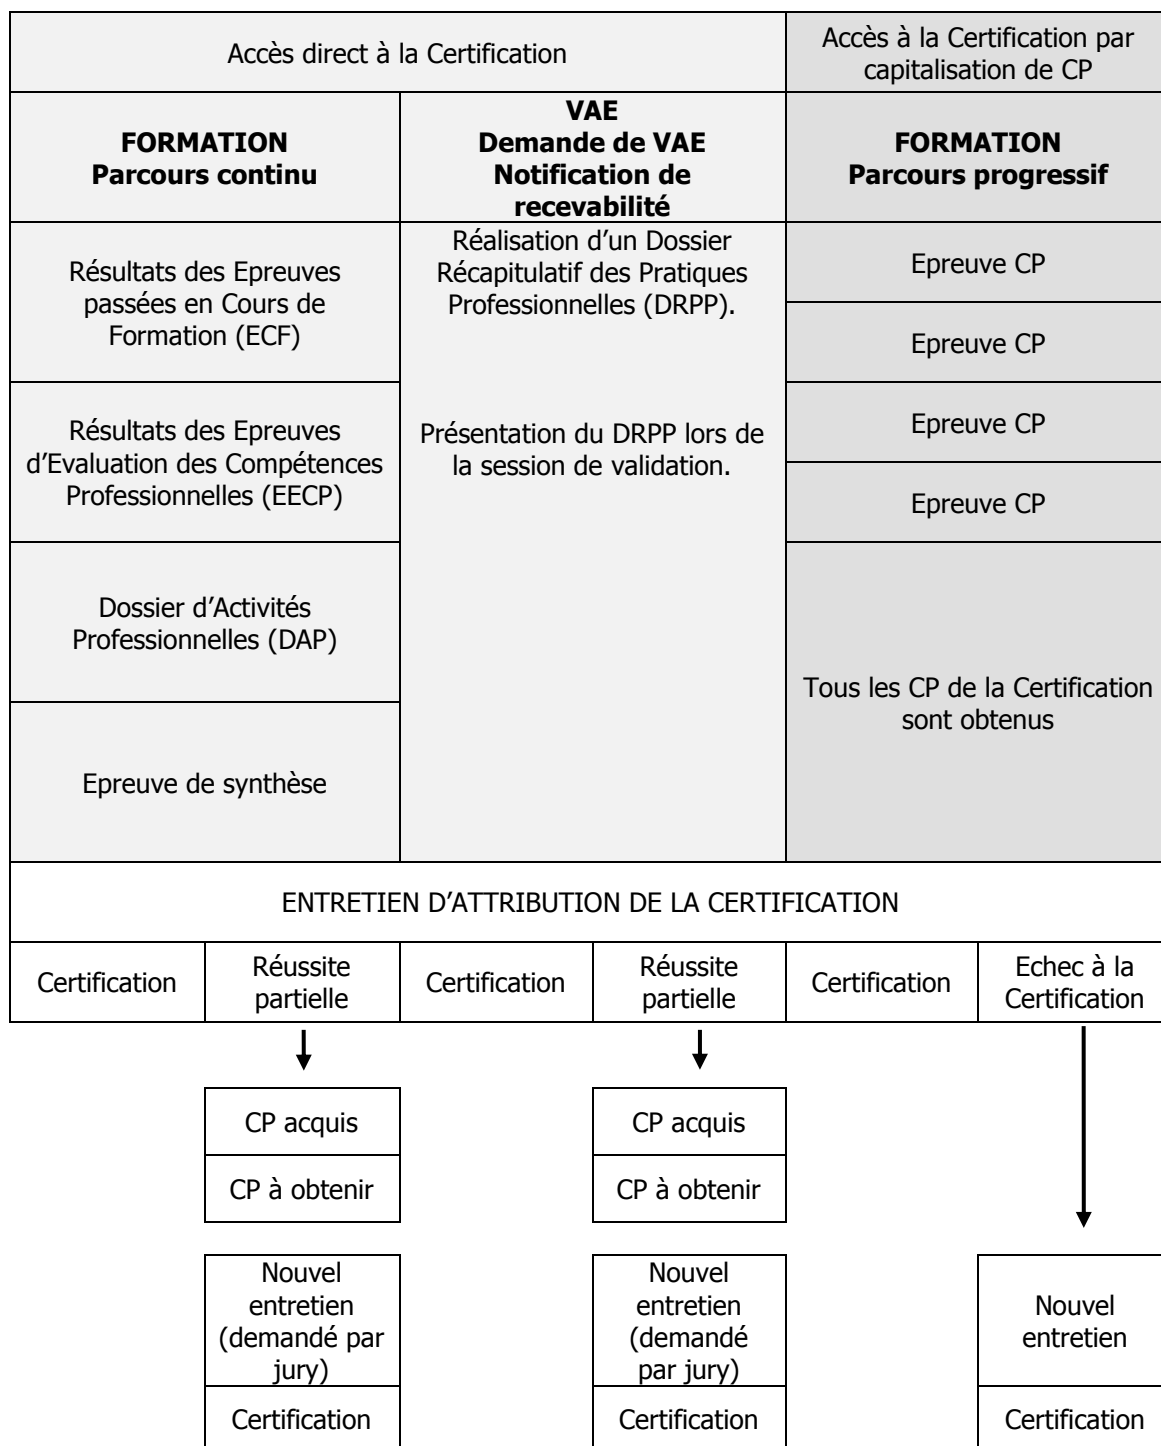 Accès direct à la Certification
Accès à la Certification par
capitalisation de CP
FORMATION
Parcours continu
VAE
Demande de VAE
Notification de
recevabilité
FORMATION
Parcours progressif
Résultats des Epreuves
passées en Cours de
Formation (ECF)
Résultats des Epreuves
d’Evaluation des Compétences
Professionnelles (EECP)
Dossier d’Activités
Professionnelles (DAP)
Epreuve de synthèse
Réalisation d’un Dossier
Récapitulatif des Pratiques
Professionnelles (DRPP).
Présentation du DRPP lors de
la session de validation.
Epreuve CP
Epreuve CP
Epreuve CP
Epreuve CP
Tous les CP de la Certification
sont obtenus
ENTRETIEN D’ATTRIBUTION DE LA CERTIFICATION
Certification
Réussite
partielle
Certification
Réussite
partielle
Certification
Echec à la
Certification
CP acquis
CP à obtenir
CP acquis
CP à obtenir
Nouvel
entretien
(demandé par
jury)
Certification
Nouvel
entretien
(demandé
par jury)
Certification
Nouvel
entretien
Certification